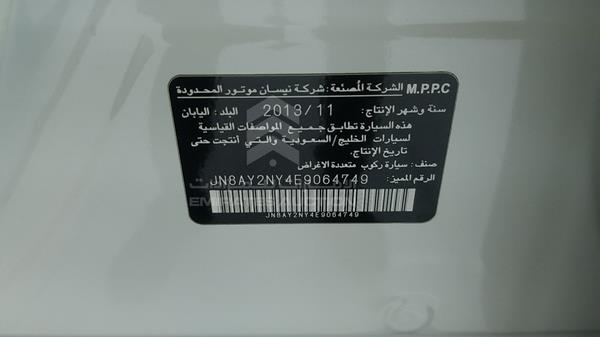 M.P.P.C الشركة المصنعة: شركة نيسان موتور المحدودة
سنة وشهر الإنتاج: 2013/11 البلد: اليابان
هذه السيارة تطابق جميع المواصفات القياسية
لسيارات الخليج/السعودية والتي أنتجت حتى
تاريخ الإنتاج.
صنف: سيارة ركوب متعددة الاغراض
الرقم المميز: JN8AY2NY4E9064749
JN8AY2NY4E9064749